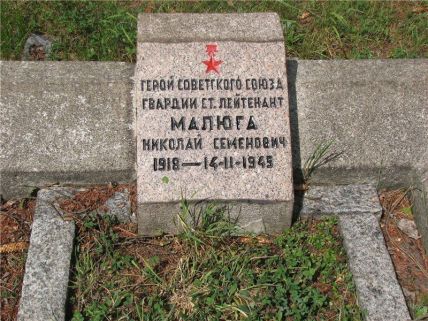 ГЕРОЙ СОВЕТСКОГО СОЮЗА
ГВАРДИИ СТ. ЛЕЙТЕНАНТ
МАЛЮГА
НИКОЛАЙ СЕМЕНОВИЧ
1918 — 14-II-1945